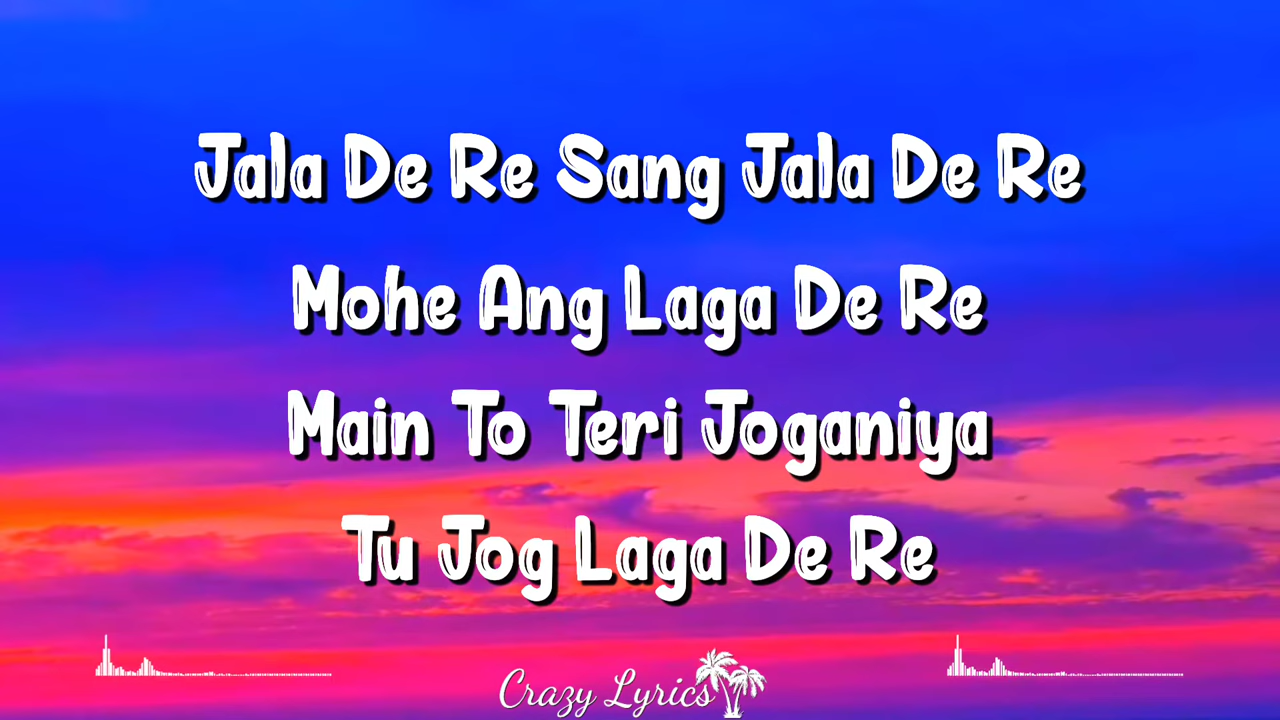 Jala De Re Sang Jala De Re
Mohe Ang Laga De Re
Main To Teri Joganiya
Tu Jog Laga De Re
Crazy Lyrics